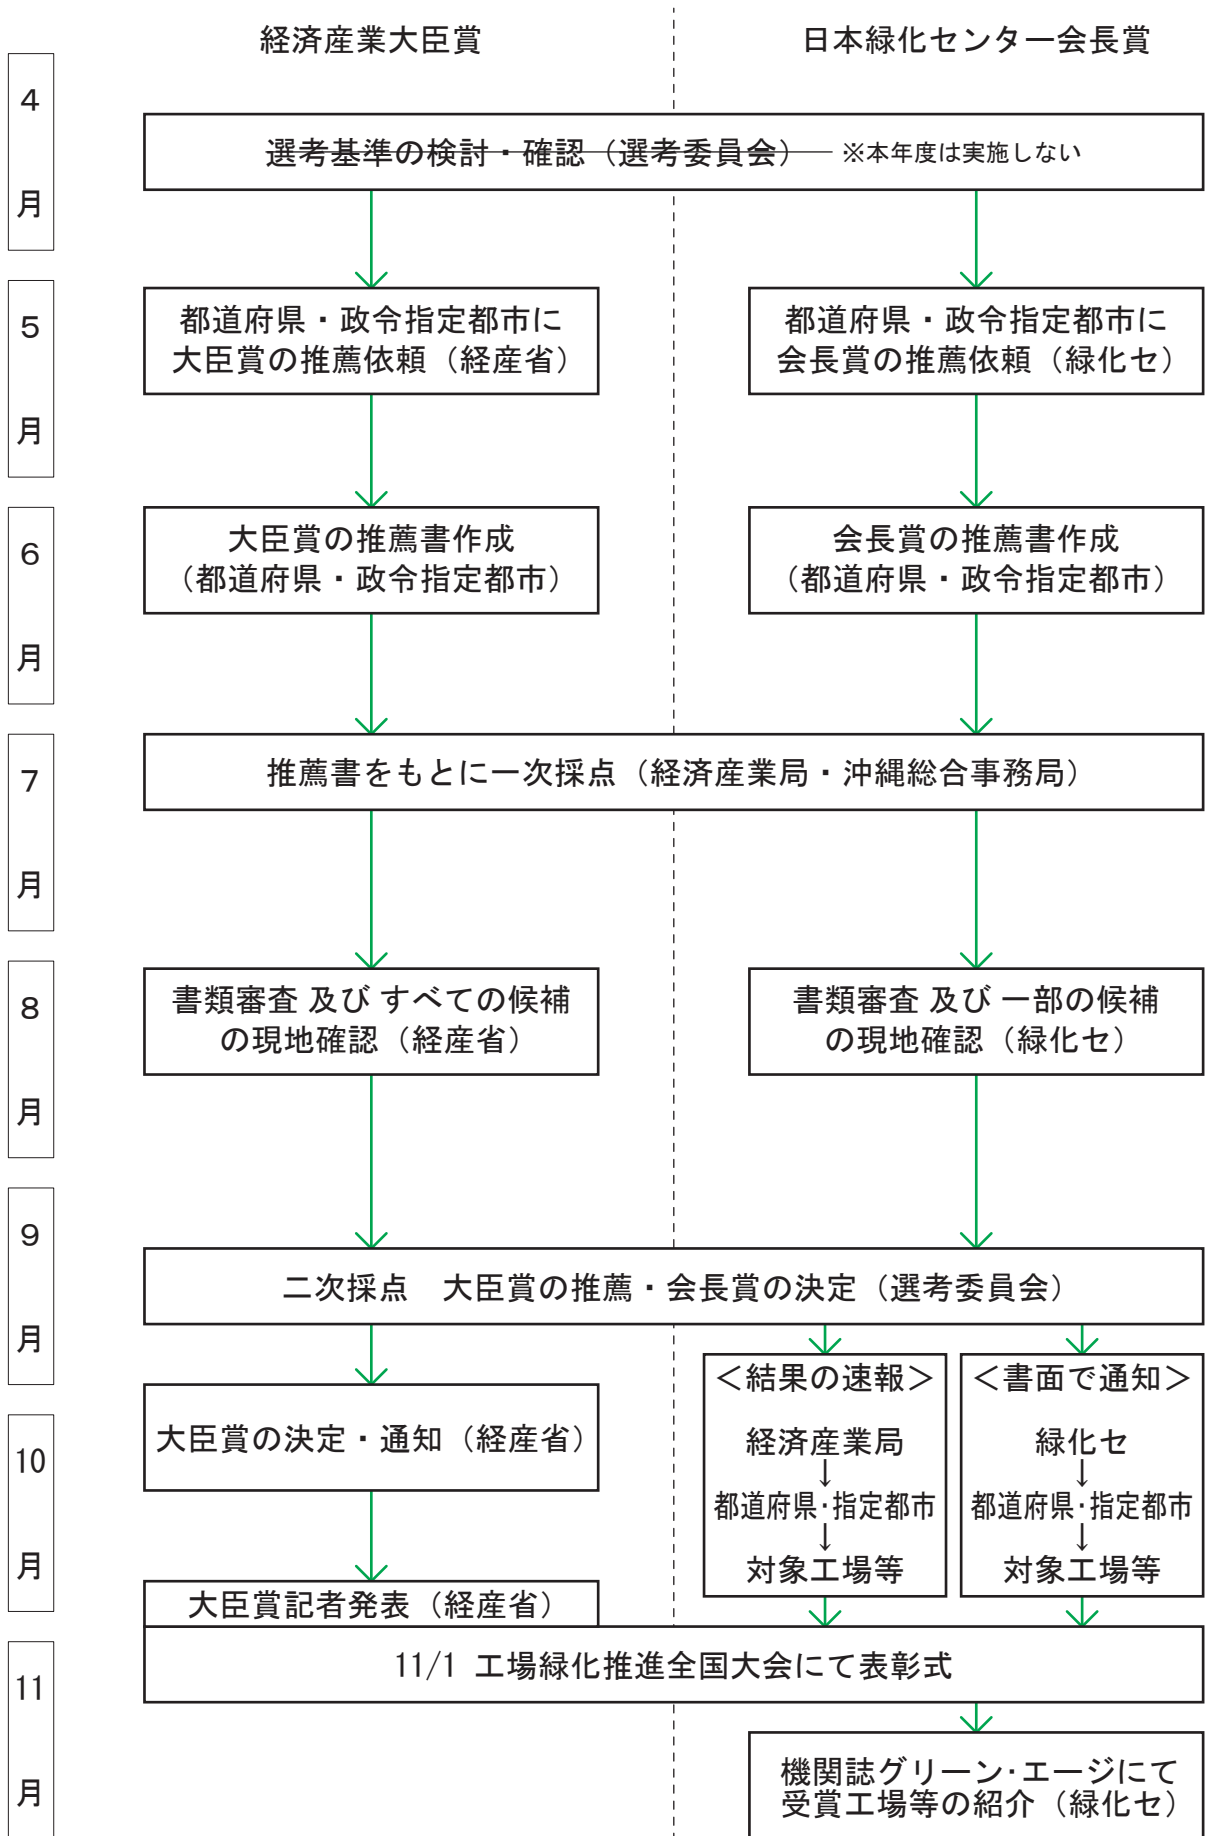 経済産業大臣賞
日本緑化センター会長賞
4
月
選考基準の検討・確認（選考委員会） ※本年度は実施しない
5
月
都道府県・政令指定都市に
大臣賞の推薦依頼（経産省）
都道府県・政令指定都市に
会長賞の推薦依頼（緑化セ）
6
月
大臣賞の推薦書作成
（都道府県・政令指定都市）
会長賞の推薦書作成
（都道府県・政令指定都市）
7
月
推薦書をもとに一次採点（経済産業局・沖縄総合事務局）
8
月
書類審査 及び すべての候補
の現地確認（経産省）
書類審査 及び 一部の候補
の現地確認（緑化セ）
9
月
二次採点　大臣賞の推薦・会長賞の決定（選考委員会）
10
月
大臣賞の決定・通知（経産省）
＜結果の速報＞
経済産業局
↓
都道府県･指定都市
↓
対象工場等
＜書面で通知＞
緑化セ
↓
都道府県･指定都市
↓
対象工場等
大臣賞記者発表（経産省）
11
月
11/1 工場緑化推進全国大会にて表彰式
機関誌グリーン･エージにて
受賞工場等の紹介（緑化セ）